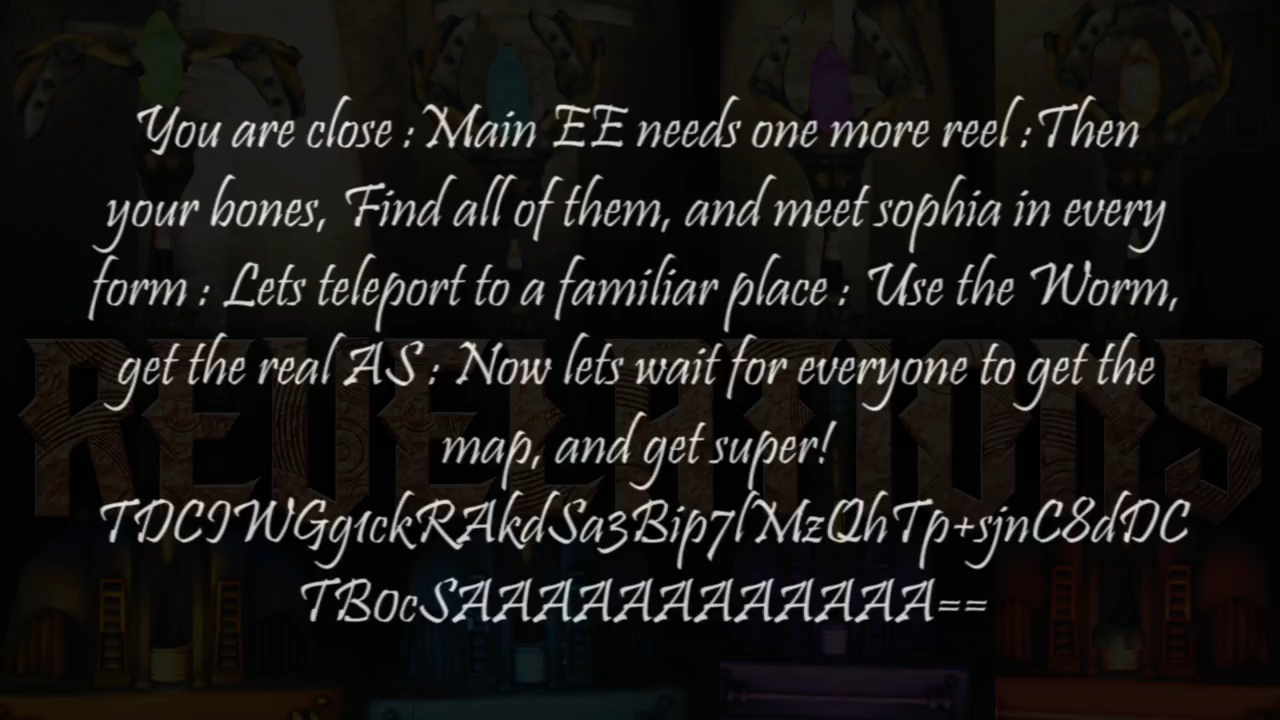 You are close : Main EE needs one more reel : Then
your bones, Find all of them, and meet sophia in every
form : Lets teleport to a familiar place : Use the Worm,
get the real AS : Now lets wait for everyone to get the
map, and get super!
TDCIWGg1ckRAkdSa3Bip7lMzQhTp+sjnC8dDC
TB0cSAAAAAAAAAAAAA==
REVELATIONS